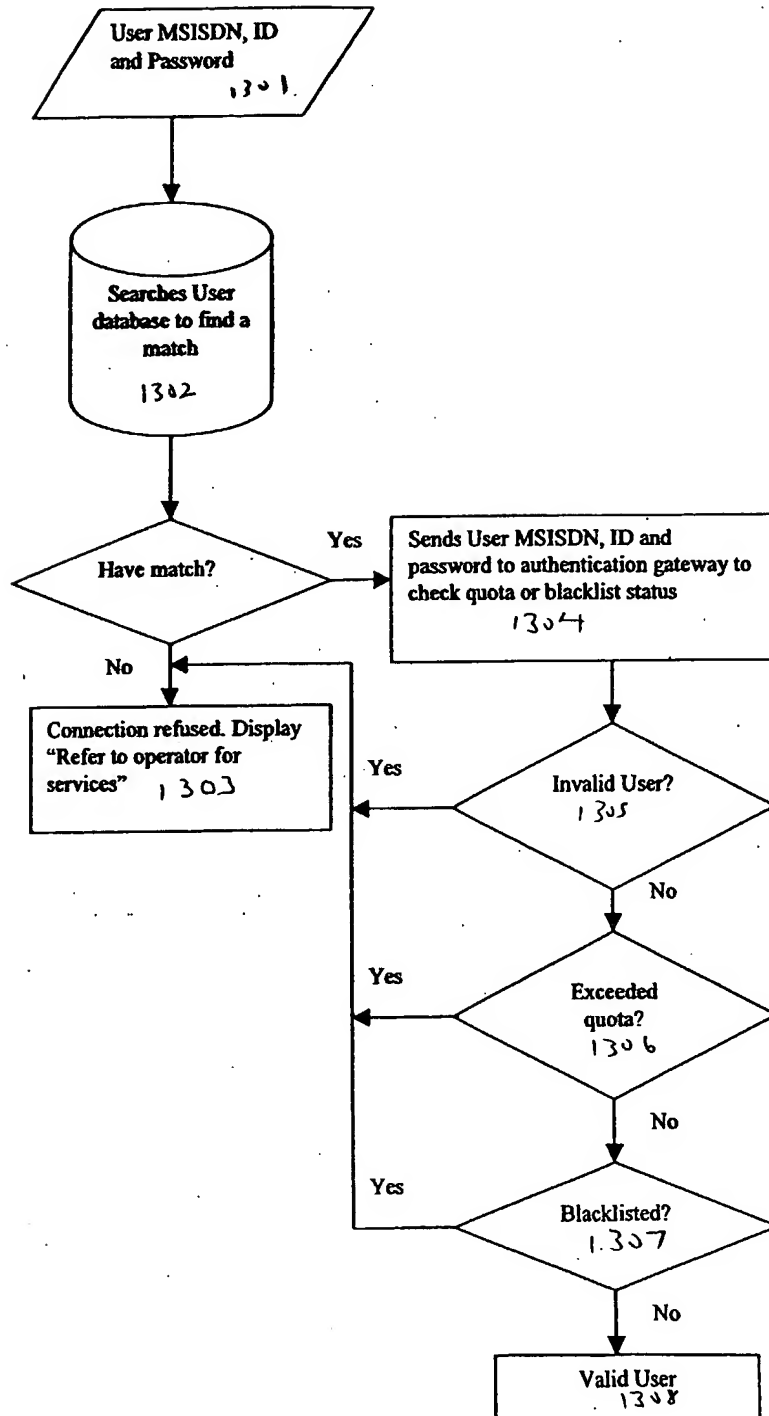 User MSISDN, ID
and Password
1301.
Searches User
database to find a
match
1302
Have match?
Yes
Sends User MSISDN, ID and
password to authentication gateway to
check quota or blacklist status
1304
No
Connection refused. Display
“Refer to operator for
services” 1303
Yes
Invalid User?
1305
No
Yes
Exceeded
quota?
1306
No
Yes
Blacklisted?
1.307
No
Valid User
1308